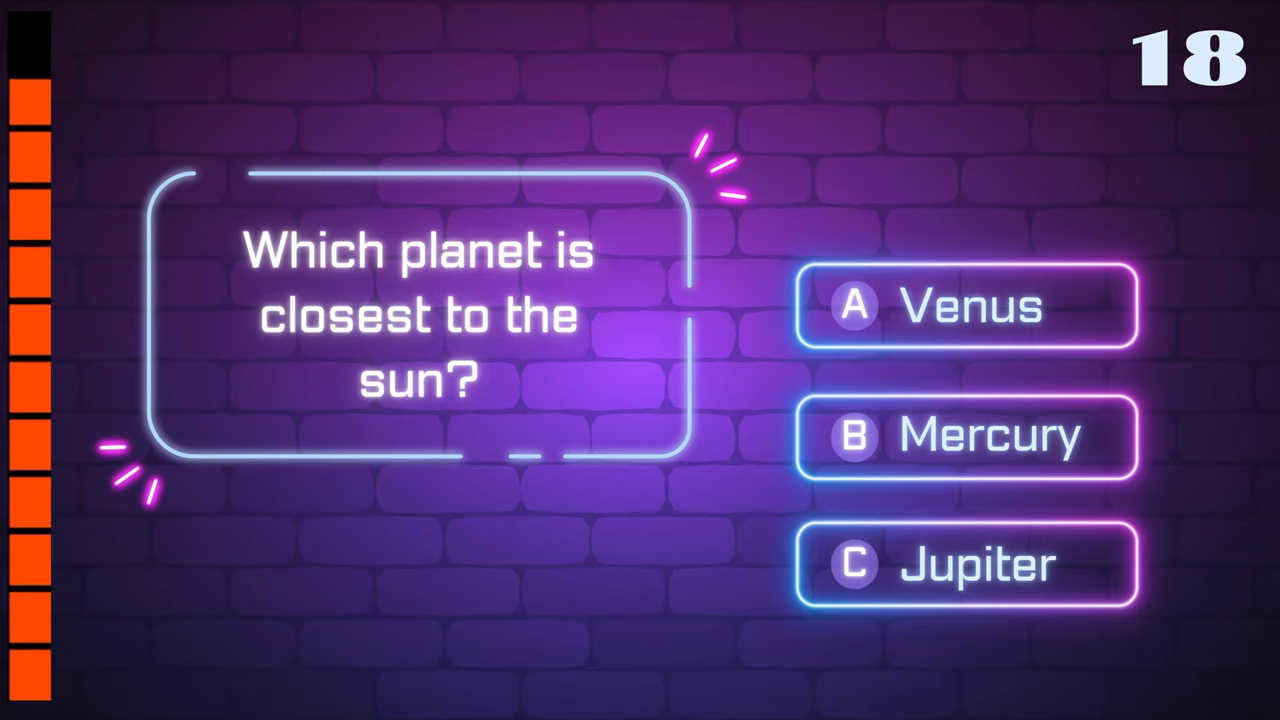 18
Which planet is
closest to the
sun?
A Venus
B Mercury
C Jupiter